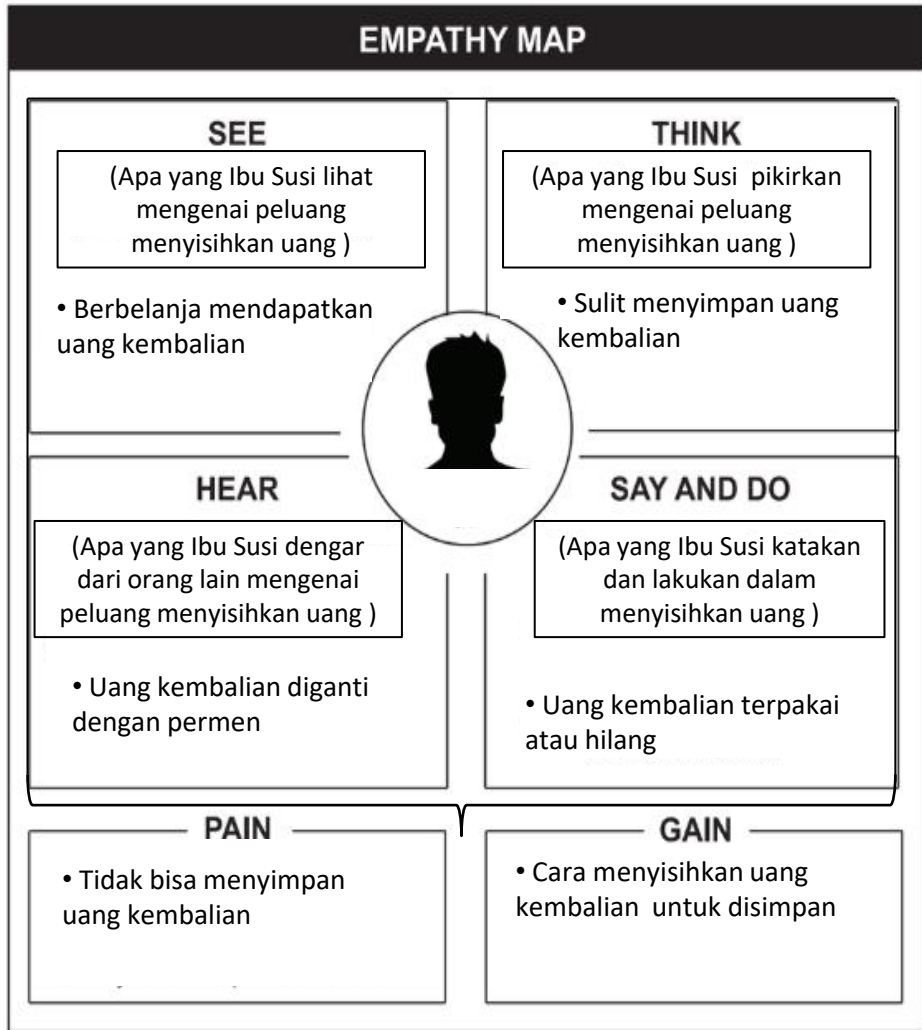 EMPATHY MAP
SEE
(Apa yang Ibu Susi lihat
mengenai peluang
menyisihkan uang )
• Berbelanja mendapatkan
uang kembalian
THINK
(Apa yang Ibu Susi  pikirkan
mengenai peluang
menyisihkan uang )
• Sulit menyimpan uang
kembalian
HEAR
(Apa yang Ibu Susi dengar
dari orang lain mengenai
peluang menyisihkan uang )
• Uang kembalian diganti
dengan permen
SAY AND DO
(Apa yang Ibu Susi katakan
dan lakukan dalam
menyisihkan uang )
• Uang kembalian terpakai
atau hilang
PAIN
• Tidak bisa menyimpan
uang kembalian
GAIN
• Cara menyisihkan uang
kembalian  untuk disimpan